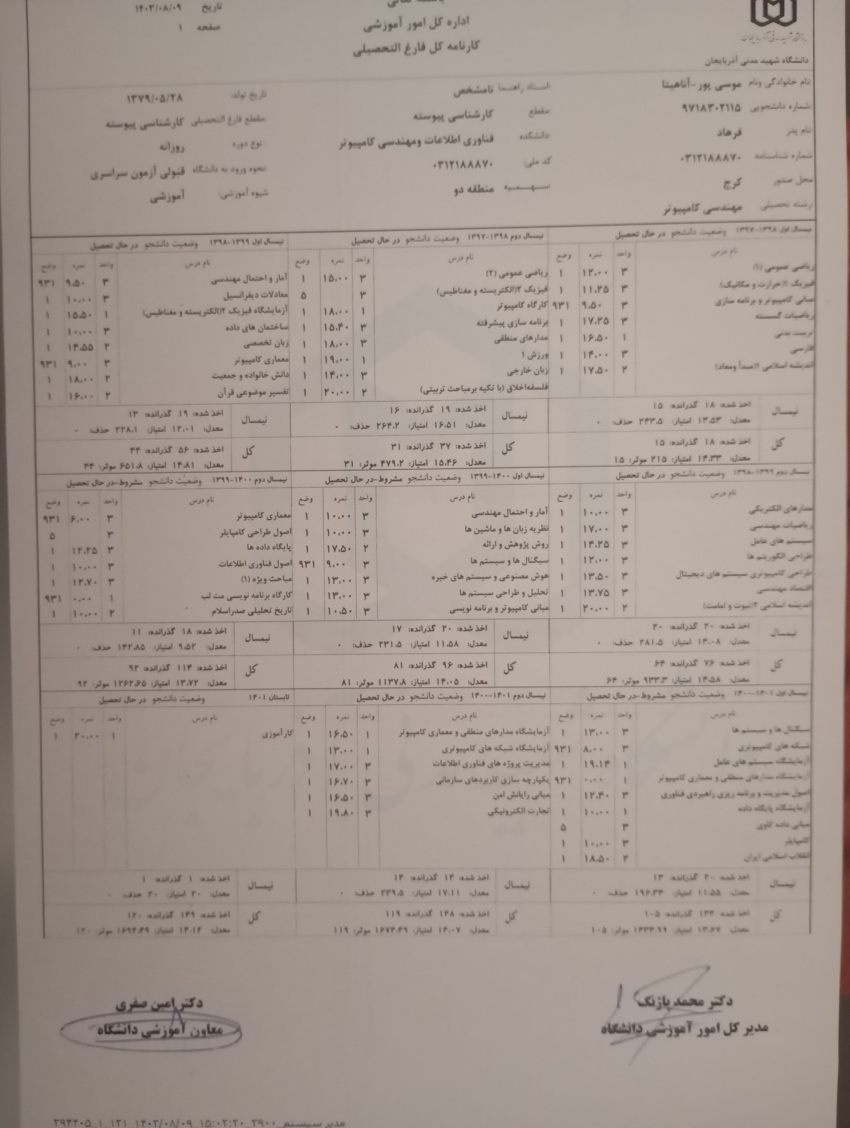 باسمه تعالی
اداره کل امور آموزشی
کارنامه کل فارغ التحصیلی
تاریخ ۱۴۰۳/۰۸/۰۹
صفحه ۱
دانشگاه شهید مدنی آذربایجان
نام خانوادگی ونام موسی پور-آناهیتا
استاد راهنما نامشخص
تاریخ تولد: ۱۳۷۹/۰۵/۲۸
شماره دانشجویی ۹۷۱۸۳۰۲۱۱۵
مقطع کارشناسی پیوسته
مقطع فارغ التحصیلی کارشناسی پیوسته
نام پدر فرهاد
دانشکده فناوری اطلاعات ومهندسی کامپیوتر
نوع دوره روزانه
شماره شناسنامه ۰۳۱۲۱۸۸۸۷۰
کد ملی: ۰۳۱۲۱۸۸۸۷۰
نحوه ورود به دانشگاه قبولی آزمون سراسری
محل صدور کرج
سهمیه منطقه دو
شیوه آموزشی: آموزشی
رشته تحصیلی مهندسی کامپیوتر
نیمسال اول ۱۳۹۸-۱۳۹۷ وضعیت دانشجو در حال تحصیل
نام درس واحد نمره وضع
ریاضی عمومی (۱) ۳ ۱۲.۰۰ ۱
فیزیک ۱(حرارت و مکانیک) ۳ ۱۱.۲۵ ۱
مبانی کامپیوتر و برنامه سازی ۳ ۹.۵۰ ۹۳۱
ریاضیات گسسته ۳ ۱۷.۲۵ ۱
تربیت بدنی ۱ ۱۶.۵۰ ۱
فارسی ۳ ۱۴.۰۰ ۱
اندیشه اسلامی ۱(مبدأ ومعاد) ۲ ۱۷.۵۰ ۱
نیمسال اخذ شده: ۱۸ گذرانده: ۱۵
معدل: ۱۳.۵۳ امتیاز: ۲۴۳.۵ حذف: ۰
کل اخذ شده: ۱۸ گذرانده: ۱۵
معدل: ۱۴.۳۳ امتیاز: ۲۱۵ موثر: ۱۵
نیمسال دوم ۱۳۹۸-۱۳۹۷ وضعیت دانشجو در حال تحصیل
نام درس واحد نمره وضع
ریاضی عمومی (۲) ۳ ۱۵.۰۰ ۱
فیزیک ۲(الکتریسته و مغناطیس) ۳ ۵
کارگاه کامپیوتر ۱ ۱۸.۰۰ ۱
برنامه سازی پیشرفته ۳ ۱۵.۴۰ ۱
مدارهای منطقی ۳ ۱۸.۰۰ ۱
ورزش ۱ ۱ ۱۹.۰۰ ۱
زبان خارجی ۳ ۱۴.۰۰ ۱
فلسفه‌اخلاق (با تکیه برمباحث تربیتی) ۲ ۲۰.۰۰ ۱
نیمسال اخذ شده: ۱۹ گذرانده: ۱۶
معدل: ۱۶.۵۱ امتیاز: ۲۶۴.۲ حذف: ۰
کل اخذ شده: ۳۷ گذرانده: ۳۱
معدل: ۱۵.۴۶ امتیاز: ۴۷۹.۲ موثر: ۳۱
نیمسال اول ۱۳۹۹-۱۳۹۸ وضعیت دانشجو در حال تحصیل
نام درس واحد نمره وضع
آمار و احتمال مهندسی ۳ ۹.۵۰ ۹۳۱
معادلات دیفرانسیل ۳ ۱۰.۰۰ ۱
آزمایشگاه فیزیک ۲(الکتریسته و مغناطیس) ۱ ۱۵.۵۰ ۱
ساختمان های داده ۳ ۱۰.۰۰ ۱
زبان تخصصی ۲ ۱۴.۵۵ ۱
معماری کامپیوتر ۳ ۹.۰۰ ۹۳۱
دانش خانواده و جمعیت ۲ ۱۸.۰۰ ۱
تفسیر موضوعی قرآن ۲ ۱۶.۰۰ ۱
نیمسال اخذ شده: ۱۹ گذرانده: ۱۳
معدل: ۱۲.۰۱ امتیاز: ۲۲۸.۱ حذف: ۰
کل اخذ شده: ۵۶ گذرانده: ۴۴
معدل: ۱۴.۸۱ امتیاز: ۶۵۱.۸ موثر: ۴۴
نیمسال دوم ۱۳۹۹-۱۳۹۸ وضعیت دانشجو در حال تحصیل
نام درس واحد نمره وضع
مدارهای الکتریکی ۳ ۱۰.۰۰ ۱
ریاضیات مهندسی ۳ ۱۷.۰۰ ۱
سیستم های عامل ۳ ۱۴.۲۵ ۱
طراحی الگوریتم ها ۳ ۱۲.۰۰ ۱
طراحی کامپیوتری سیستم های دیجیتال ۳ ۱۳.۵۰ ۱
اقتصاد مهندسی ۳ ۱۳.۷۵ ۱
اندیشه اسلامی ۲(نبوت و امامت) ۲ ۲۰.۰۰ ۱
نیمسال اخذ شده: ۲۰ گذرانده: ۲۰
معدل: ۱۴.۰۸ امتیاز: ۲۸۱.۵ حذف: ۰
کل اخذ شده: ۷۶ گذرانده: ۶۴
معدل: ۱۴.۵۸ امتیاز: ۹۳۳.۳ موثر: ۶۴
نیمسال اول ۱۴۰۰-۱۳۹۹ وضعیت دانشجو مشروط-در حال تحصیل
نام درس واحد نمره وضع
آمار و احتمال مهندسی ۳ ۱۰.۰۰ ۱
نظریه زبان ها و ماشین ها ۳ ۱۰.۰۰ ۱
روش پژوهش و ارائه ۲ ۱۷.۵۰ ۱
سیگنال ها و سیستم ها ۳ ۹.۰۰ ۹۳۱
هوش مصنوعی و سیستم های خبره ۳ ۱۳.۰۰ ۱
تحلیل و طراحی سیستم ها ۳ ۱۳.۰۰ ۱
مبانی کامپیوتر و برنامه نویسی ۳ ۱۰.۵۰ ۱
نیمسال اخذ شده: ۲۰ گذرانده: ۱۷
معدل: ۱۱.۵۸ امتیاز: ۲۳۱.۵ حذف: ۰
کل اخذ شده: ۹۶ گذرانده: ۸۱
معدل: ۱۴.۰۵ امتیاز: ۱۱۳۷.۸ موثر: ۸۱
نیمسال دوم ۱۴۰۰-۱۳۹۹ وضعیت دانشجو مشروط-در حال تحصیل
نام درس واحد نمره وضع
معماری کامپیوتر ۳ ۶.۰۰ ۹۳۱
اصول طراحی کامپایلر ۳ ۵
پایگاه داده ها ۳ ۱۲.۲۵ ۱
اصول فناوری اطلاعات ۳ ۱۰.۰۰ ۱
مباحث ویژه (۱) ۳ ۱۲.۷۰ ۱
کارگاه برنامه نویسی مت لب ۱ ۰.۰۰ ۹۳۱
تاریخ تحلیلی صدراسلام ۲ ۱۰.۰۰ ۱
نیمسال اخذ شده: ۱۸ گذرانده: ۱۱
معدل: ۹.۵۲ امتیاز: ۱۴۲.۸۵ حذف: ۰
کل اخذ شده: ۱۱۴ گذرانده: ۹۲
معدل: ۱۳.۷۲ امتیاز: ۱۲۶۲.۶۵ موثر: ۹۲
نیمسال اول ۱۴۰۱-۱۴۰۰ وضعیت دانشجو مشروط-در حال تحصیل
نام درس واحد نمره وضع
سیگنال ها و سیستم ها ۳ ۱۳.۰۰ ۱
شبکه های کامپیوتری ۳ ۸.۰۰ ۹۳۱
آزمایشگاه سیستم های عامل ۱ ۱۹.۱۴ ۱
آزمایشگاه مدارهای منطقی و معماری کامپیوتر ۱ ۰.۰۰ ۹۳۱
اصول مدیریت و برنامه ریزی راهبردی فناوری ۳ ۱۲.۴۰ ۱
آزمایشگاه پایگاه داده ۱ ۱۰.۰۰ ۱
مبانی داده کاوی ۳ ۵
کامپایلر ۳ ۱۰.۰۰ ۱
انقلاب اسلامی ایران ۲ ۱۸.۵۰ ۱
نیمسال اخذ شده: ۲۰ گذرانده: ۱۳
معدل: ۱۱.۵۵ امتیاز: ۱۹۶.۳۴ حذف: ۰
کل اخذ شده: ۱۳۴ گذرانده: ۱۰۵
معدل: ۱۳.۶۷ امتیاز: ۱۴۳۴.۹۹ موثر: ۱۰۵
نیمسال دوم ۱۴۰۱-۱۴۰۰ وضعیت دانشجو در حال تحصیل
نام درس واحد نمره وضع
آزمایشگاه مدارهای منطقی و معماری کامپیوتر ۱ ۱۶.۵۰ ۱
آزمایشگاه شبکه های کامپیوتری ۱ ۱۳.۰۰ ۱
مدیریت پروژه های فناوری اطلاعات ۳ ۱۷.۰۰ ۱
یکپارچه سازی کاربردهای سازمانی ۳ ۱۶.۷۰ ۱
مبانی رایانش امن ۳ ۱۶.۵۰ ۱
تجارت الکترونیکی ۳ ۱۹.۸۰ ۱
نیمسال اخذ شده: ۱۴ گذرانده: ۱۴
معدل: ۱۷.۱۱ امتیاز: ۲۳۹.۵ حذف: ۰
کل اخذ شده: ۱۴۸ گذرانده: ۱۱۹
معدل: ۱۴.۰۷ امتیاز: ۱۶۷۴.۴۹ موثر: ۱۱۹
تابستان ۱۴۰۱ وضعیت دانشجو در حال تحصیل
نام درس واحد نمره وضع
کارآموزی ۱ ۲۰.۰۰ ۱
نیمسال اخذ شده: ۱ گذرانده: ۱
معدل: ۲۰ امتیاز: ۲۰ حذف: ۰
کل اخذ شده: ۱۴۹ گذرانده: ۱۲۰
معدل: ۱۴.۱۲ امتیاز: ۱۶۹۴.۴۹ موثر: ۱۲۰
دکتر محمد پازنگ
مدیر کل امور آموزشی دانشگاه
دکتر امین صفری
معاون آموزشی دانشگاه
مدیر سیستم ۲۹۰۰ ۱۵:۰۲:۲۰ ۱۴۰۳/۰۸/۰۹ ۱۲۱ ۱ ۲۹۴۴۰۵